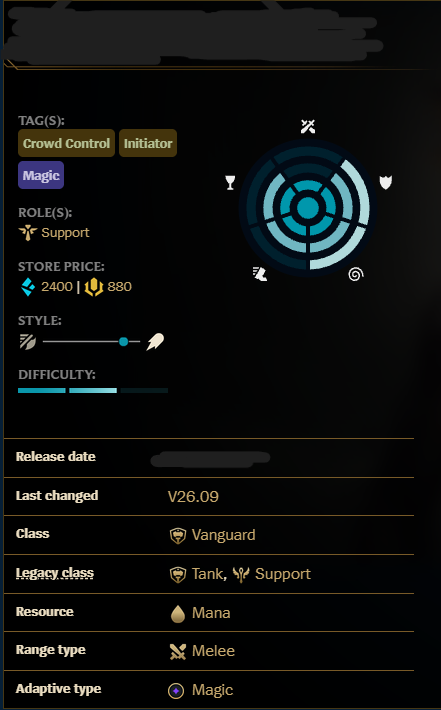 TAG(S):
Crowd Control Initiator
Magic
ROLE(S):
Support
STORE PRICE:
2400 | 880
STYLE:
DIFFICULTY:
Release date
Last changed V26.09
Class Vanguard
Legacy class Tank, Support
Resource Mana
Range type Melee
Adaptive type Magic